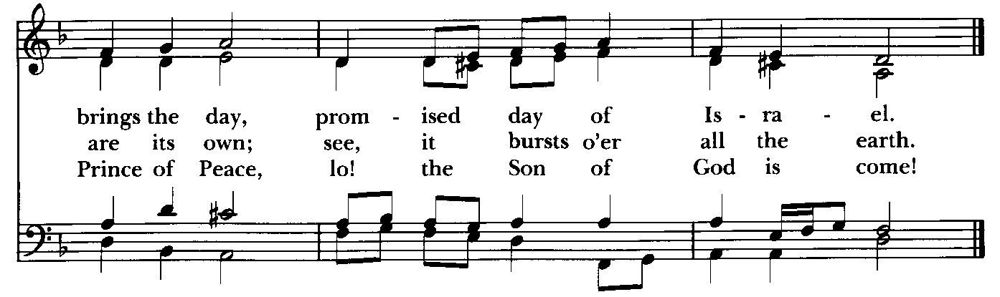 brings the day, prom - ised day of Is - ra - el.
are its own; see, it bursts o'er all the earth.
Prince of Peace, lo! the Son of God is come!